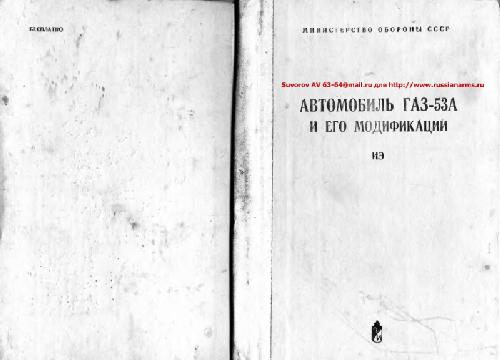 БЕСПЛАТНО
МИНИСТЕРСТВО ОБОРОНЫ СССР
Suvorov AV 63-64@mail.ru для http://www.russianarms.ru
АВТОМОБИЛЬ ГАЗ-53А
И ЕГО МОДИФИКАЦИИ
ИЭ